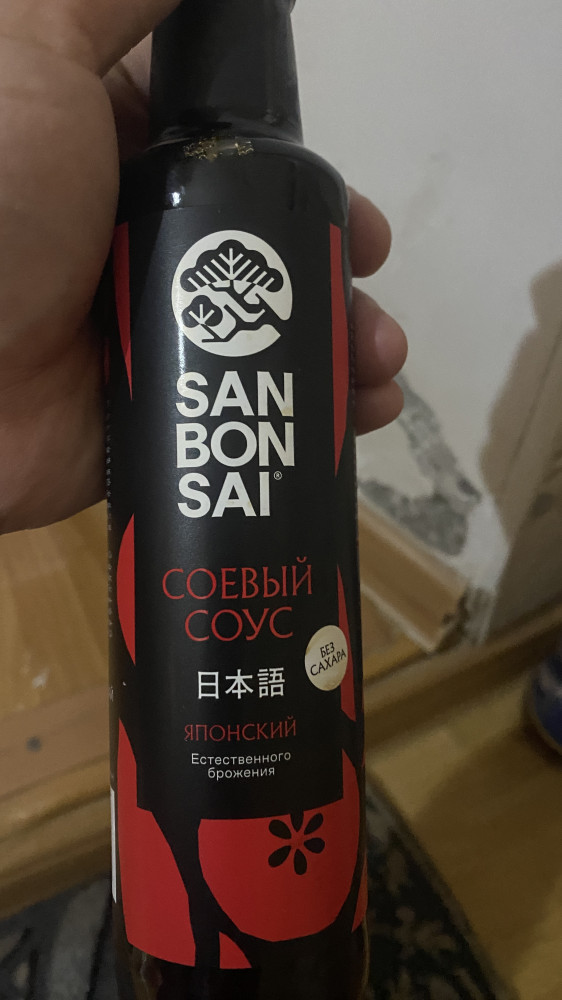 SAN
BON
SAI®
СОЕВЫЙ
СОУС
БЕЗ
САХАРА
日本語
ЯПОНСКИЙ
Естественного
брожения